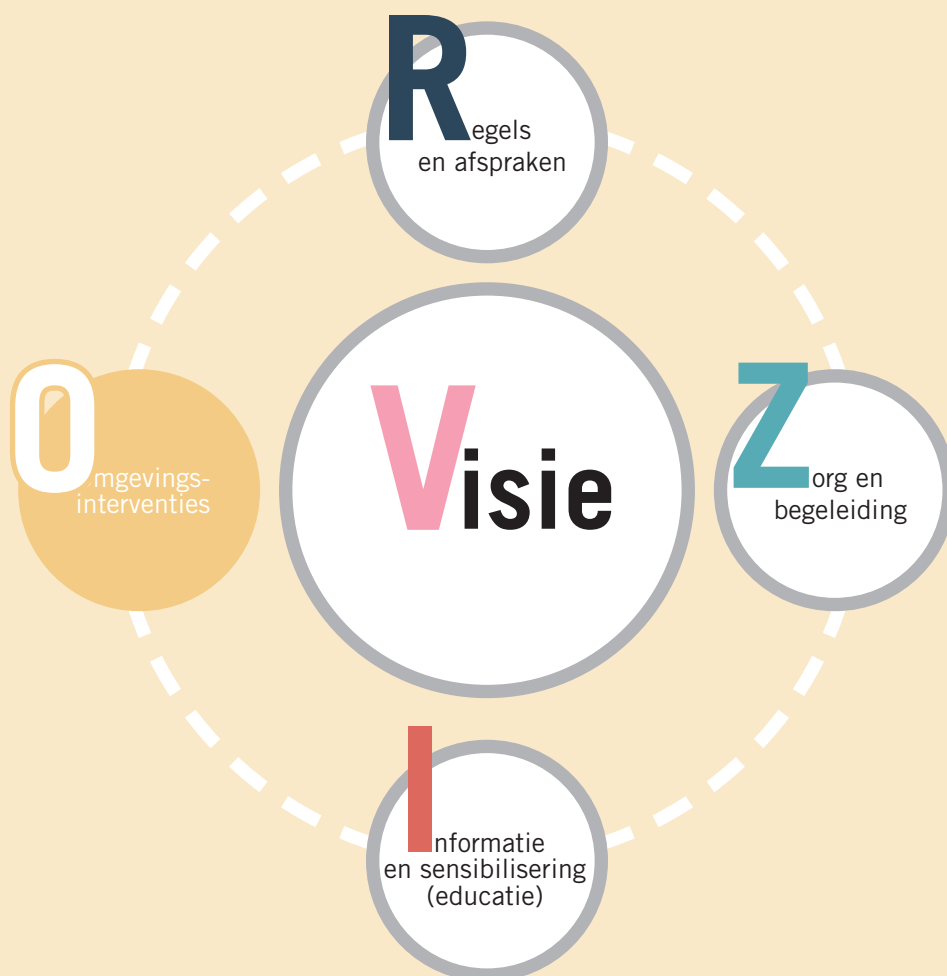 Regels
en afspraken
Omgevings-
interventies
Visie
Zorg en
begeleiding
Informatie
en sensibilisering
(educatie)